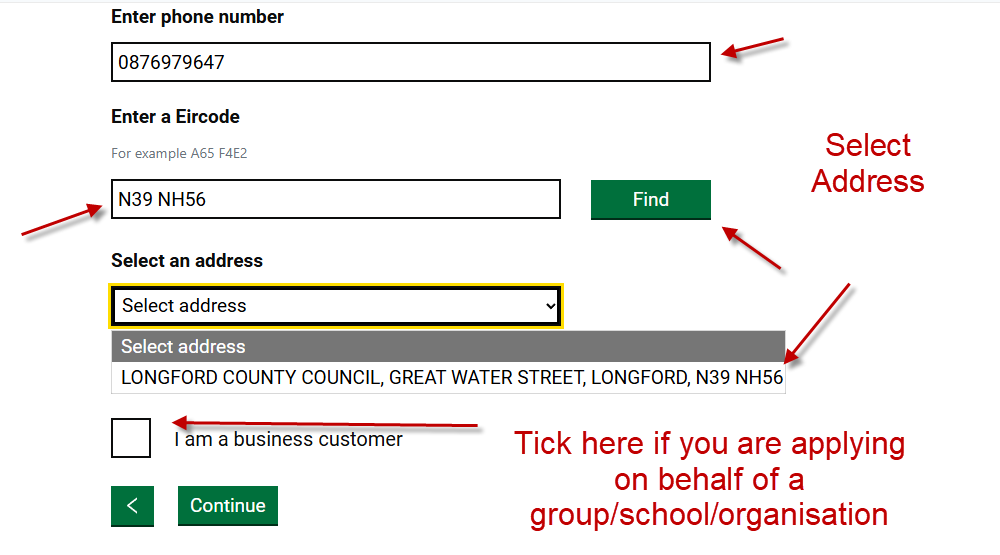 Enter phone number
0876979647
Enter a Eircode
For example A65 F4E2
Select
Address
N39 NH56
Find
Select an address
Select address
Select address
LONGFORD COUNTY COUNCIL, GREAT WATER STREET, LONGFORD, N39 NH56
I am a business customer
Tick here if you are applying
on behalf of a
group/school/organisation
<
Continue